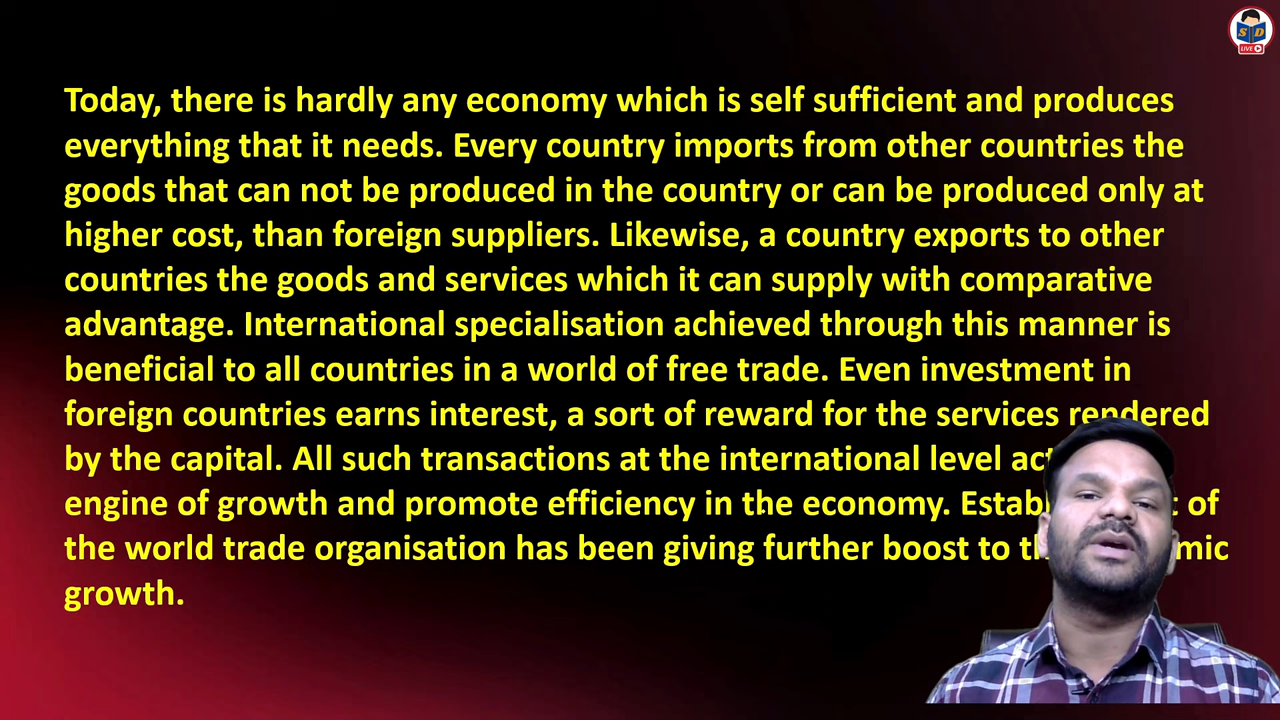 Today, there is hardly any economy which is self sufficient and produces
everything that it needs. Every country imports from other countries the
goods that can not be produced in the country or can be produced only at
higher cost, than foreign suppliers. Likewise, a country exports to other
countries the goods and services which it can supply with comparative
advantage. International specialisation achieved through this manner is
beneficial to all countries in a world of free trade. Even investment in
foreign countries earns interest, a sort of reward for the services rendered
by the capital. All such transactions at the international level
engine of growth and promote efficiency in the economy. of
the world trade organisation has been giving further boost to
growth.
S D
LIVE